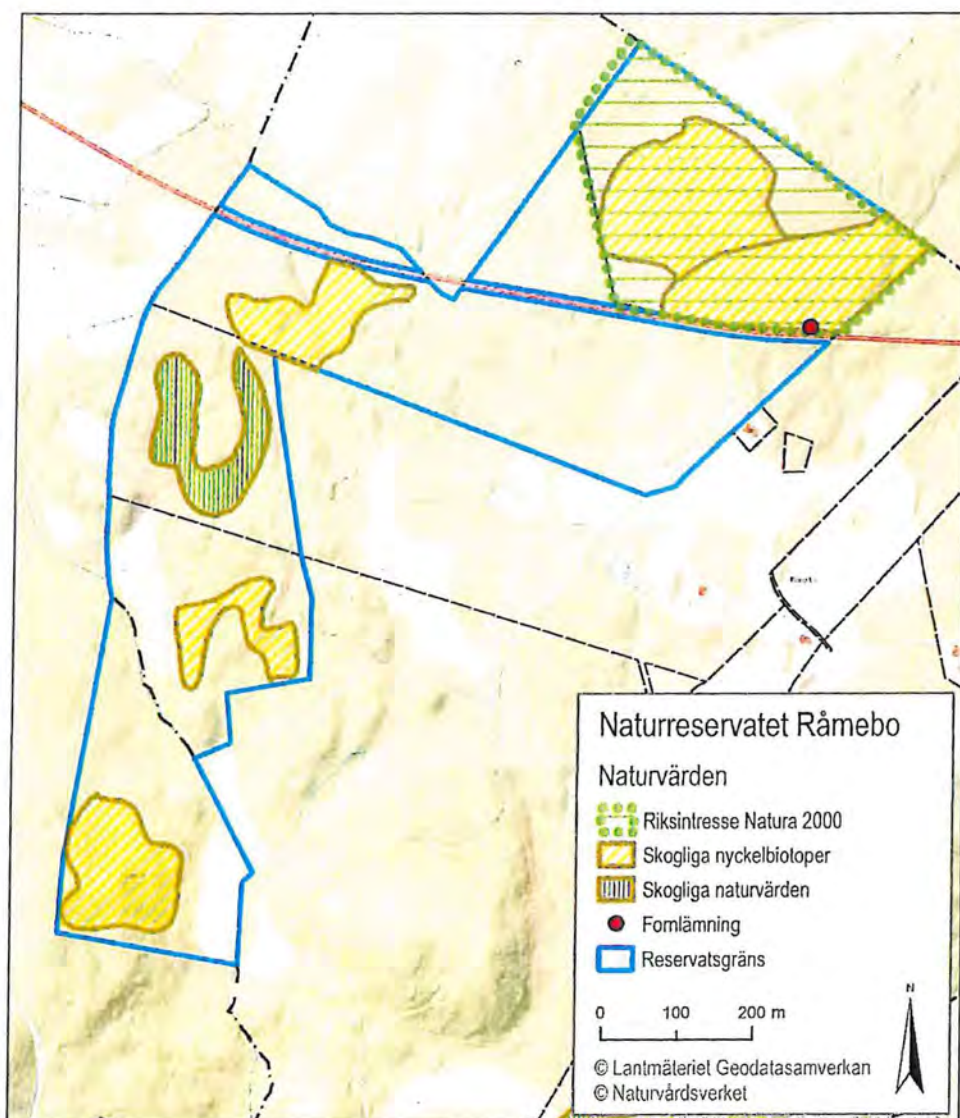 Naturreservatet Råmebo
Naturvärden
Riksintresse Natura 2000
Skogliga nyckelbiotoper
Skogliga naturvärden
Fornlämning
Reservatsgräns
0 100 200 m
N
© Lantmäteriet Geodatasamverkan
© Naturvårdsverket